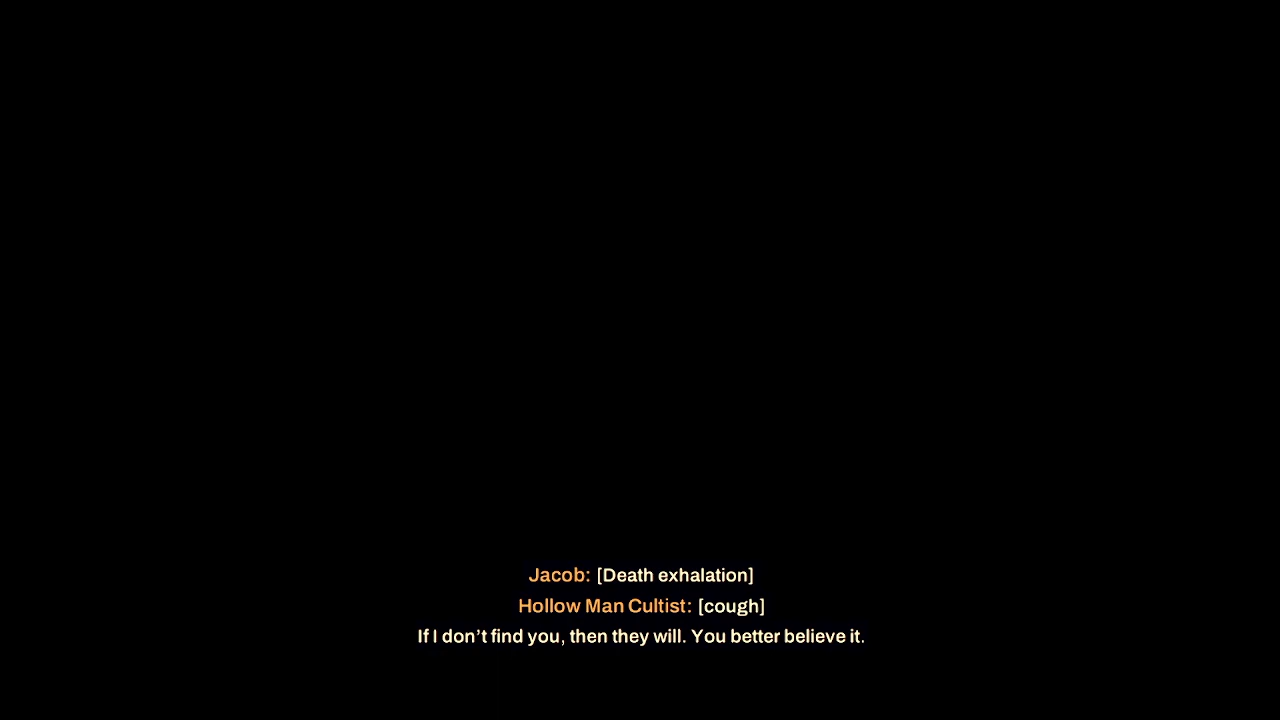 Jacob: [Death exhalation]
Hollow Man Cultist: [cough]
If I don’t find you, then they will. You better believe it.